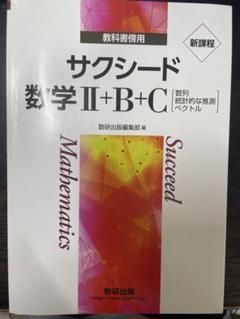 教科書傍用
新課程
サクシード
数学Ⅱ+B+C
数列
統計的な推測
ベクトル
数研出版編集部 編
Mathematics
Succeed
数研出版